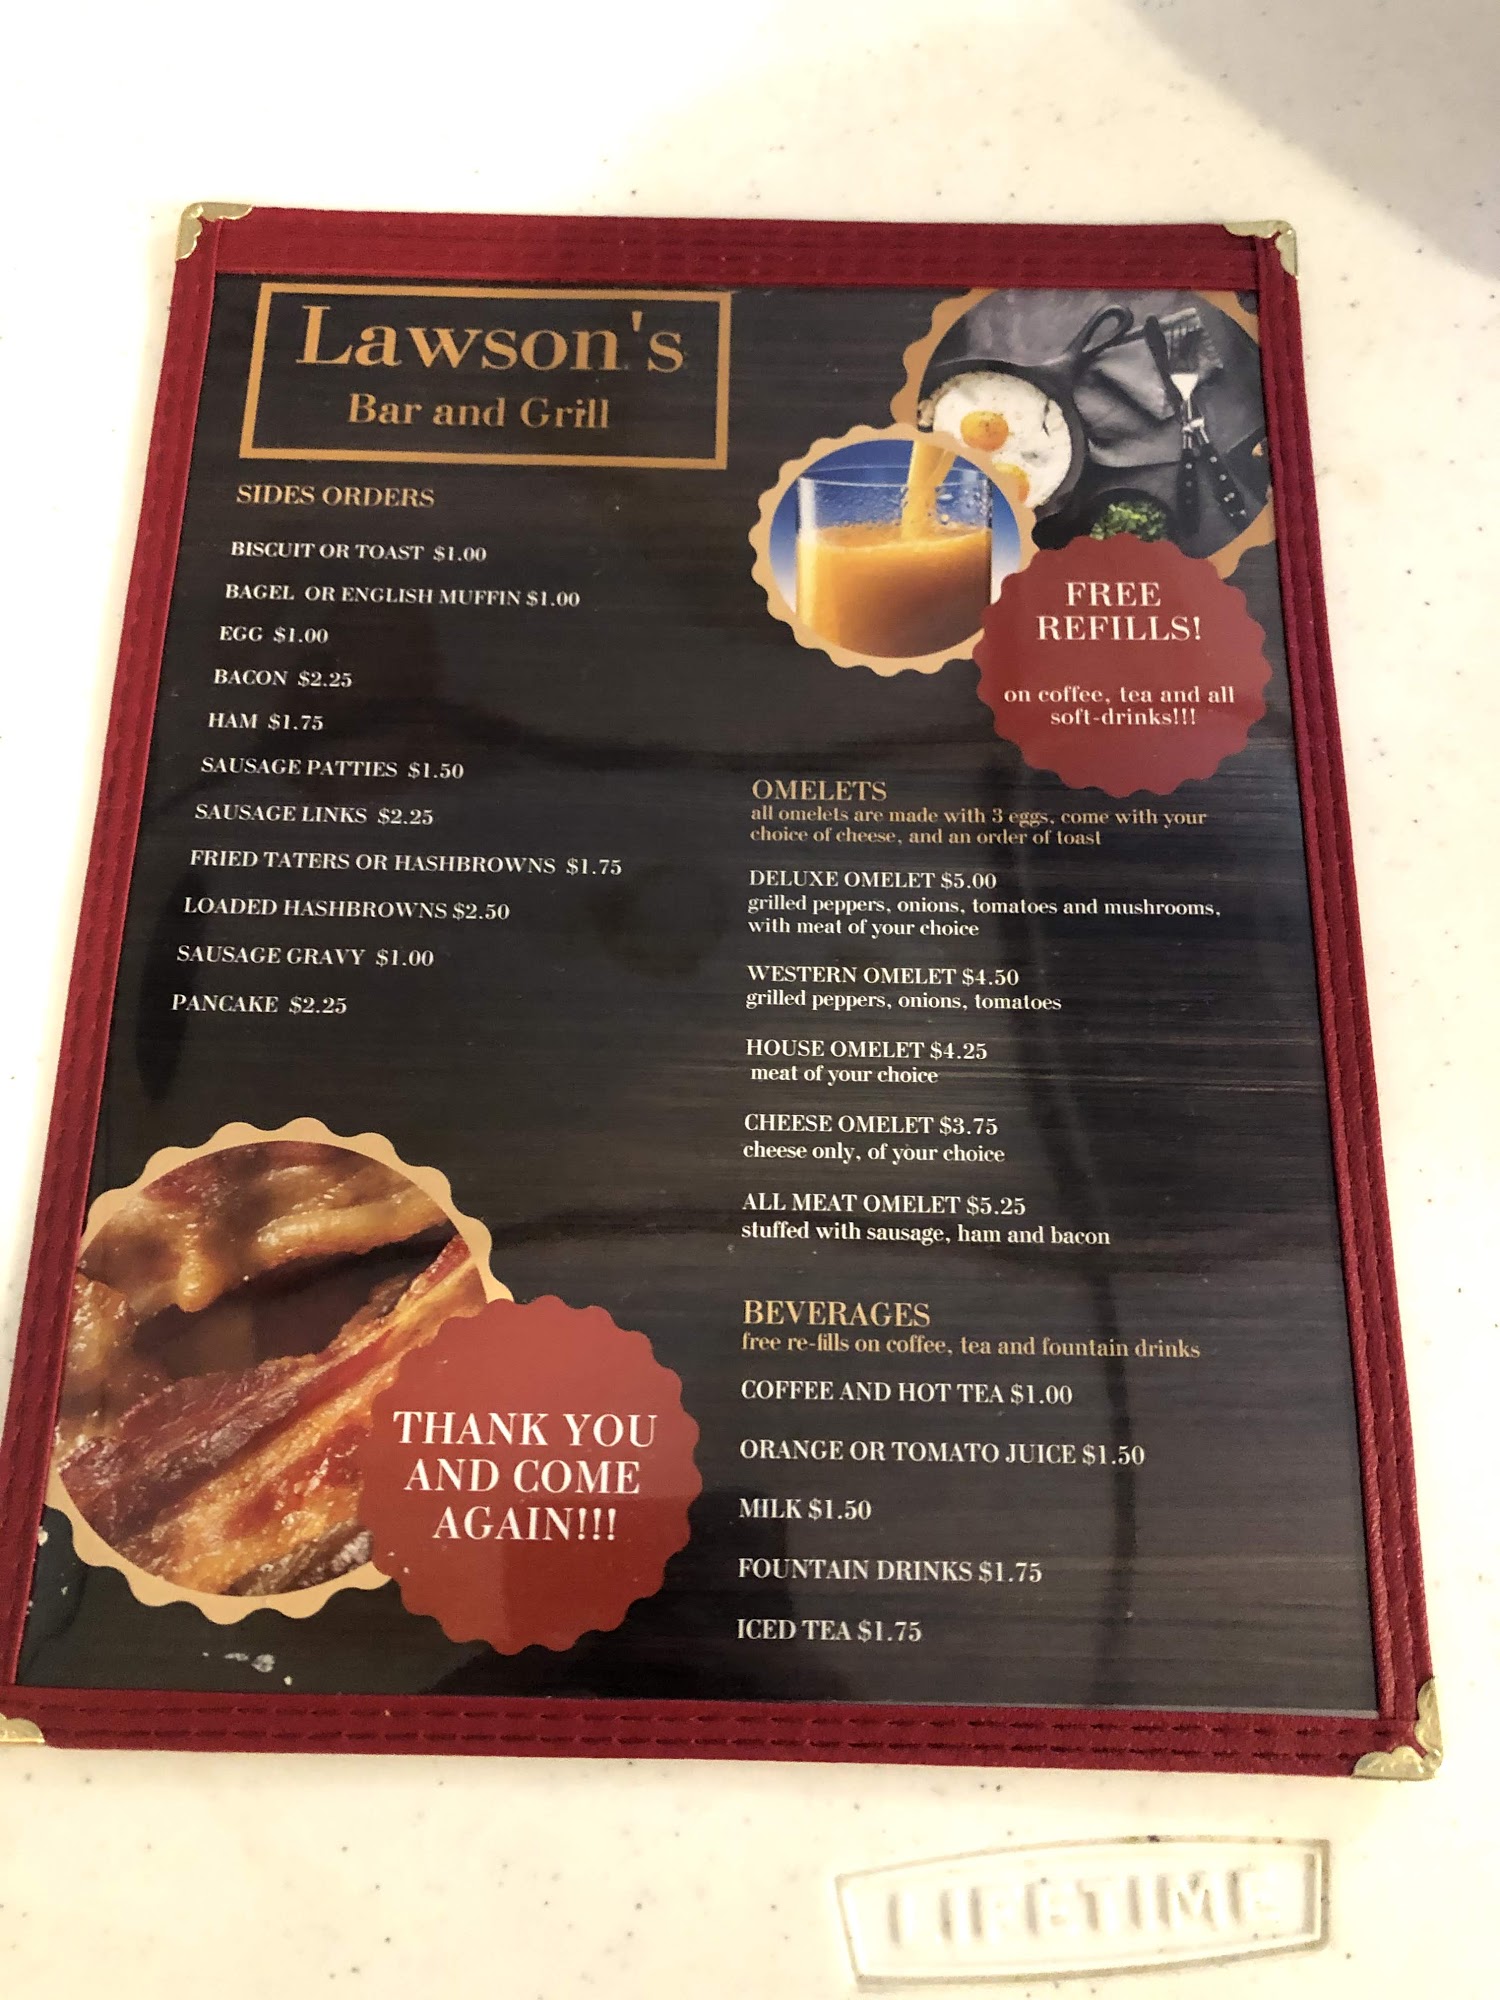 Lawson's
Bar and Grill
SIDES ORDERS
BISCUIT OR TOAST $1.00
BAGEL OR ENGLISH MUFFIN $1.00
EGG $1.00
BACON $2.25
HAM $1.75
SAUSAGE PATTIES $1.50
SAUSAGE LINKS $2.25
FRIED TATERS OR HASHBROWNS $1.75
LOADED HASHBROWNS $2.50
SAUSAGE GRAVY $1.00
PANCAKE $2.25
THANK YOU
AND COME
AGAIN!!!
FREE
REFILLS!
on coffee, tea and all
soft-drinks!!!
OMELETS
all omelets are made with 3 eggs, come with your
choice of cheese, and an order of toast
DELUXE OMELET $5.00
grilled peppers, onions, tomatoes and mushrooms,
with meat of your choice
WESTERN OMELET $4.50
grilled peppers, onions, tomatoes
HOUSE OMELET $4.25
meat of your choice
CHEESE OMELET $3.75
cheese only, of your choice
ALL MEAT OMELET $5.25
stuffed with sausage, ham and bacon
BEVERAGES
free re-fills on coffee, tea and fountain drinks
COFFEE AND HOT TEA $1.00
ORANGE OR TOMATO JUICE $1.50
MILK $1.50
FOUNTAIN DRINKS $1.75
ICED TEA $1.75
LIFETIME